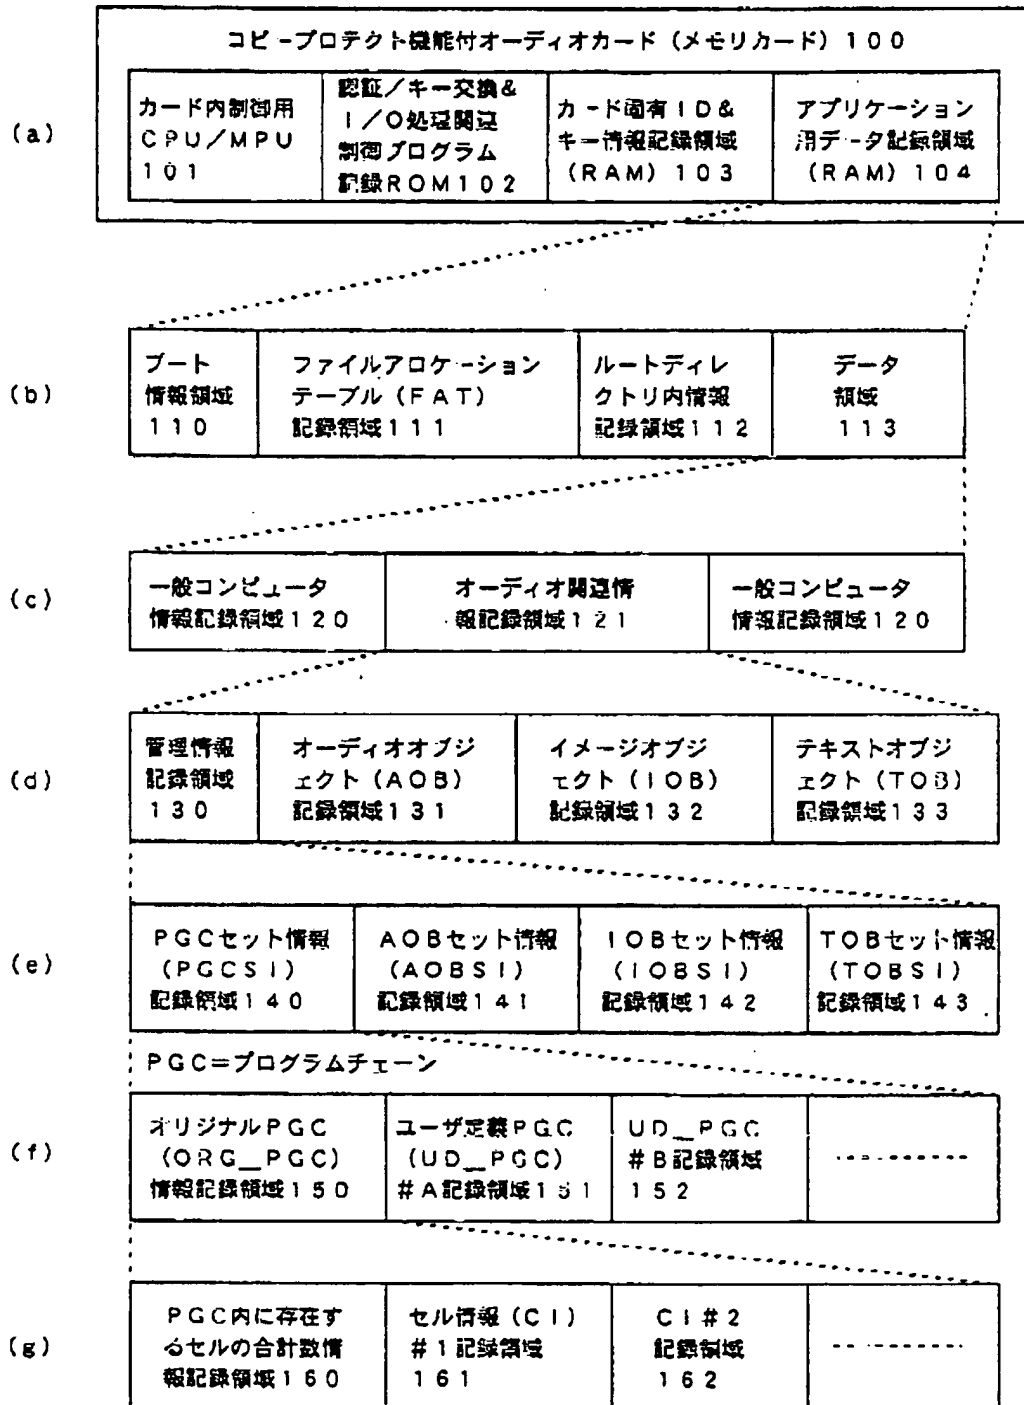 コピープロテクト機能付オーディオカード(メモリカード)100
(a)
カード内制御用
CPU/MPU
101
認証/キー交換&
I/O処理関連
制御プログラム
記録ROM102
カード固有ID&
キー情報記録領域
(RAM)103
アプリケーション
用データ記録領域
(RAM)104
(b)
ブート
情報領域
110
ファイルアロケーション
テーブル(FAT)
記録領域111
ルートディレ
クトリ内情報
記録領域112
データ
領域
113
(c)
一般コンピュータ
情報記録領域120
オーディオ関連情
報記録領域121
一般コンピュータ
情報記録領域120
(d)
管理情報
記録領域
130
オーディオオブジ
ェクト(AOB)
記録領域131
イメージオブジ
ェクト(IOB)
記録領域132
テキストオブジ
ェクト(TOB)
記録領域133
(e)
PGCセット情報
(PGCSI)
記録領域140
AOBセット情報
(AOBSI)
記録領域141
IOBセット情報
(IOBSI)
記録領域142
TOBセット情報
(TOBSI)
記録領域143
PGC=プログラムチェーン
(f)
オリジナルPGC
(ORG_PGC)
情報記録領域150
ユーザ定義PGC
(UD_PGC)
#A記録領域151
UD_PGC
#B記録領域
152
(g)
PGC内に存在す
るセルの合計数情
報記録領域160
セル情報(CI)
#1記録領域
161
CI#2
記録領域
162